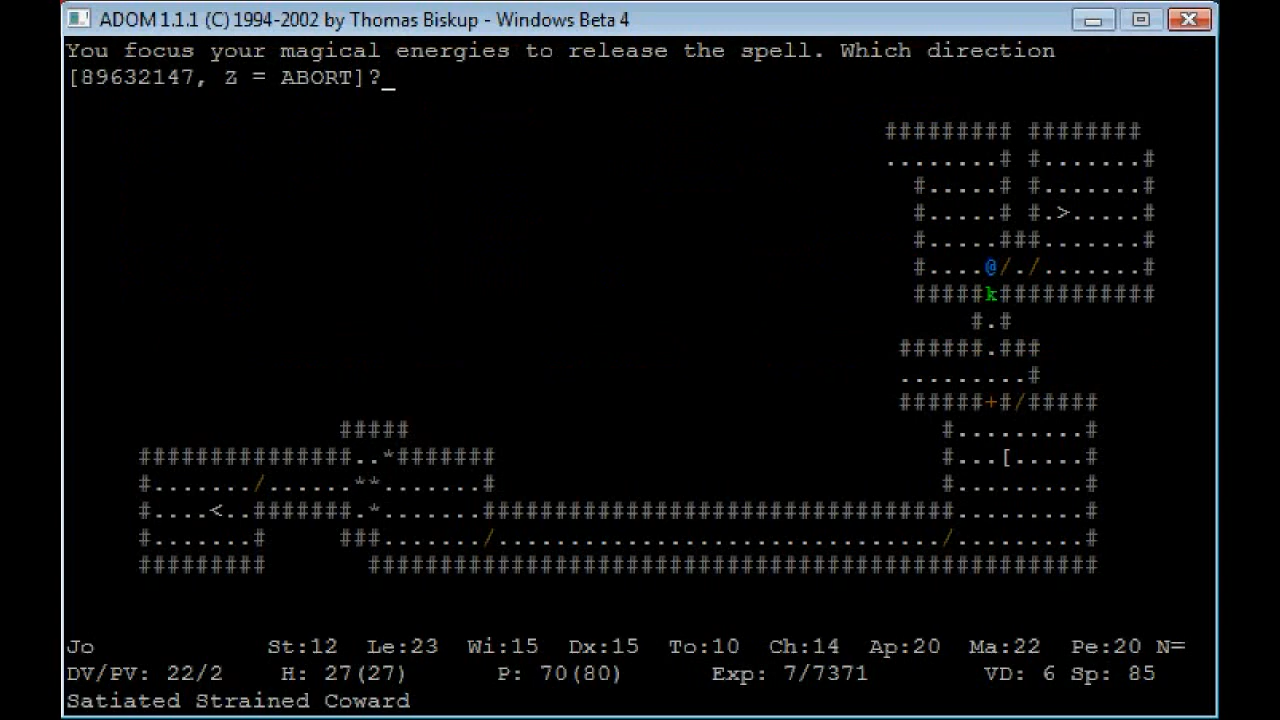 ADOM 1.1.1 (C) 1994-2002 by Thomas Biskup - Windows Beta 4
You focus your magical energies to release the spell. Which direction
[89632147, Z = ABORT]?_
######### ########
........# #.......#
#.....# #.......#
#.....# #.>.....#
#.....###.......#
#....@/./.......#
#####k###########
#.#
######.###
.........#
######+#/#####
#.........#
#####
#...[.....#
###############..*#######
#.........#
#......./......**.......#
#....<..#######.*.......##################################.........#
#.......# ###......./.............................../.........#
######### ###################################################
Jo St:12 Le:23 Wi:15 Dx:15 To:10 Ch:14 Ap:20 Ma:22 Pe:20 N=
DV/PV: 22/2 H: 27(27) P: 70(80) Exp: 7/7371 VD: 6 Sp: 85
Satiated Strained Coward